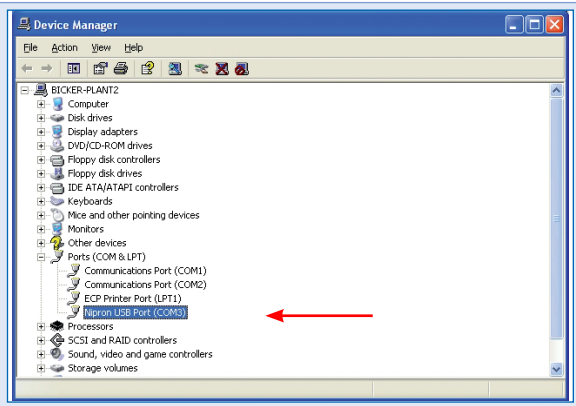 Device Manager
File Action View Help
BICKER-PLANT2
Computer
Disk drives
Display adapters
DVD/CD-ROM drives
Floppy disk controllers
Floppy disk drives
IDE ATA/ATAPI controllers
Keyboards
Mice and other pointing devices
Monitors
Other devices
Ports (COM & LPT)
Communications Port (COM1)
Communications Port (COM2)
ECP Printer Port (LPT1)
Nipron USB Port (COM3)
Processors
SCSI and RAID controllers
Sound, video and game controllers
Storage volumes